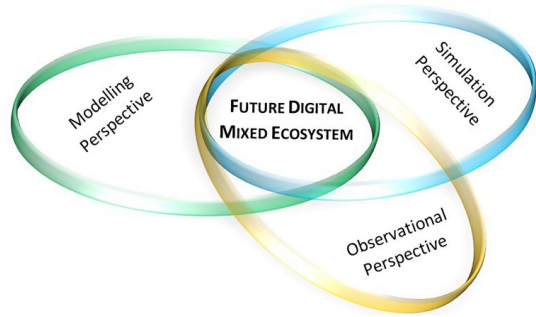 Modelling
Perspective
FUTURE DIGITAL
MIXED ECOSYSTEM
Simulation
Perspective
Observational
Perspective